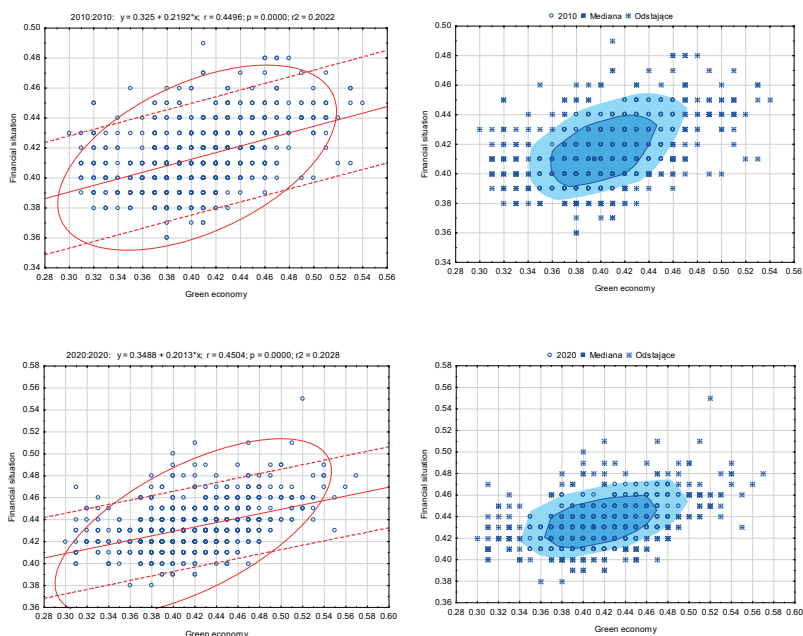 2010:2010: y = 0.325 + 0.2192*x; r = 0.4496; p = 0.0000; r2 = 0.2022
0.50
0.48
0.46
0.44
0.42
0.40
0.38
0.36
0.34
Financial situation
0.28 0.30 0.32 0.34 0.36 0.38 0.40 0.42 0.44 0.46 0.48 0.50 0.52 0.54 0.56
Green economy
2010 Mediana Odstające
0.50
0.48
0.46
0.44
0.42
0.40
0.38
0.36
0.34
Financial situation
0.28 0.30 0.32 0.34 0.36 0.38 0.40 0.42 0.44 0.46 0.48 0.50 0.52 0.54 0.56
Green economy
2020:2020: y = 0.3488 + 0.2013*x; r = 0.4504; p = 0.0000; r2 = 0.2028
0.58
0.56
0.54
0.52
0.50
0.48
0.46
0.44
0.42
0.40
0.38
0.36
Financial situation
0.28 0.30 0.32 0.34 0.36 0.38 0.40 0.42 0.44 0.46 0.48 0.50 0.52 0.54 0.56 0.58 0.60
Green economy
2020 Mediana Odstające
0.58
0.56
0.54
0.52
0.50
0.48
0.46
0.44
0.42
0.40
0.38
0.36
Financial situation
0.28 0.30 0.32 0.34 0.36 0.38 0.40 0.42 0.44 0.46 0.48 0.50 0.52 0.54 0.56 0.58 0.60
Green economy